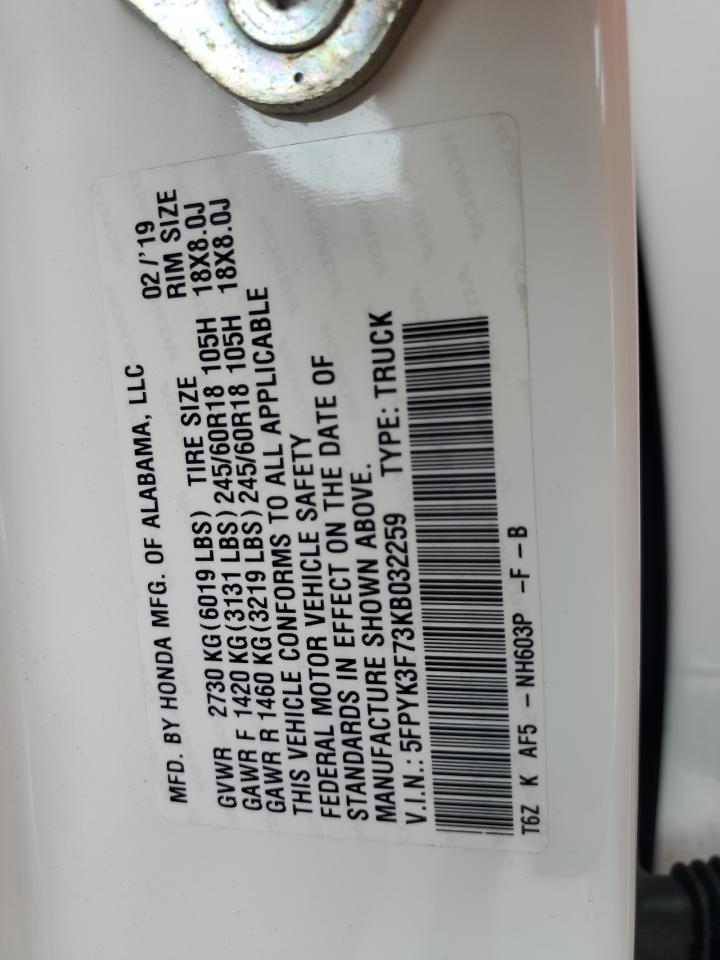 MFD. BY HONDA MFG. OF ALABAMA, LLC 02/'19
GVWR 2730 KG(6019 LBS) TIRE SIZE RIM SIZE
GAWR F 1420 KG(3131 LBS)245/60R18 105H 18X8.0J
GAWR R 1460 KG(3219 LBS)245/60R18 105H 18X8.0J
THIS VEHICLE CONFORMS TO ALL APPLICABLE
FEDERAL MOTOR VEHICLE SAFETY
STANDARDS IN EFFECT ON THE DATE OF
MANUFACTURE SHOWN ABOVE.
V.I.N.: 5FPYK3F73KB032259 TYPE: TRUCK
T6Z K AF5 - NH603P -F - B